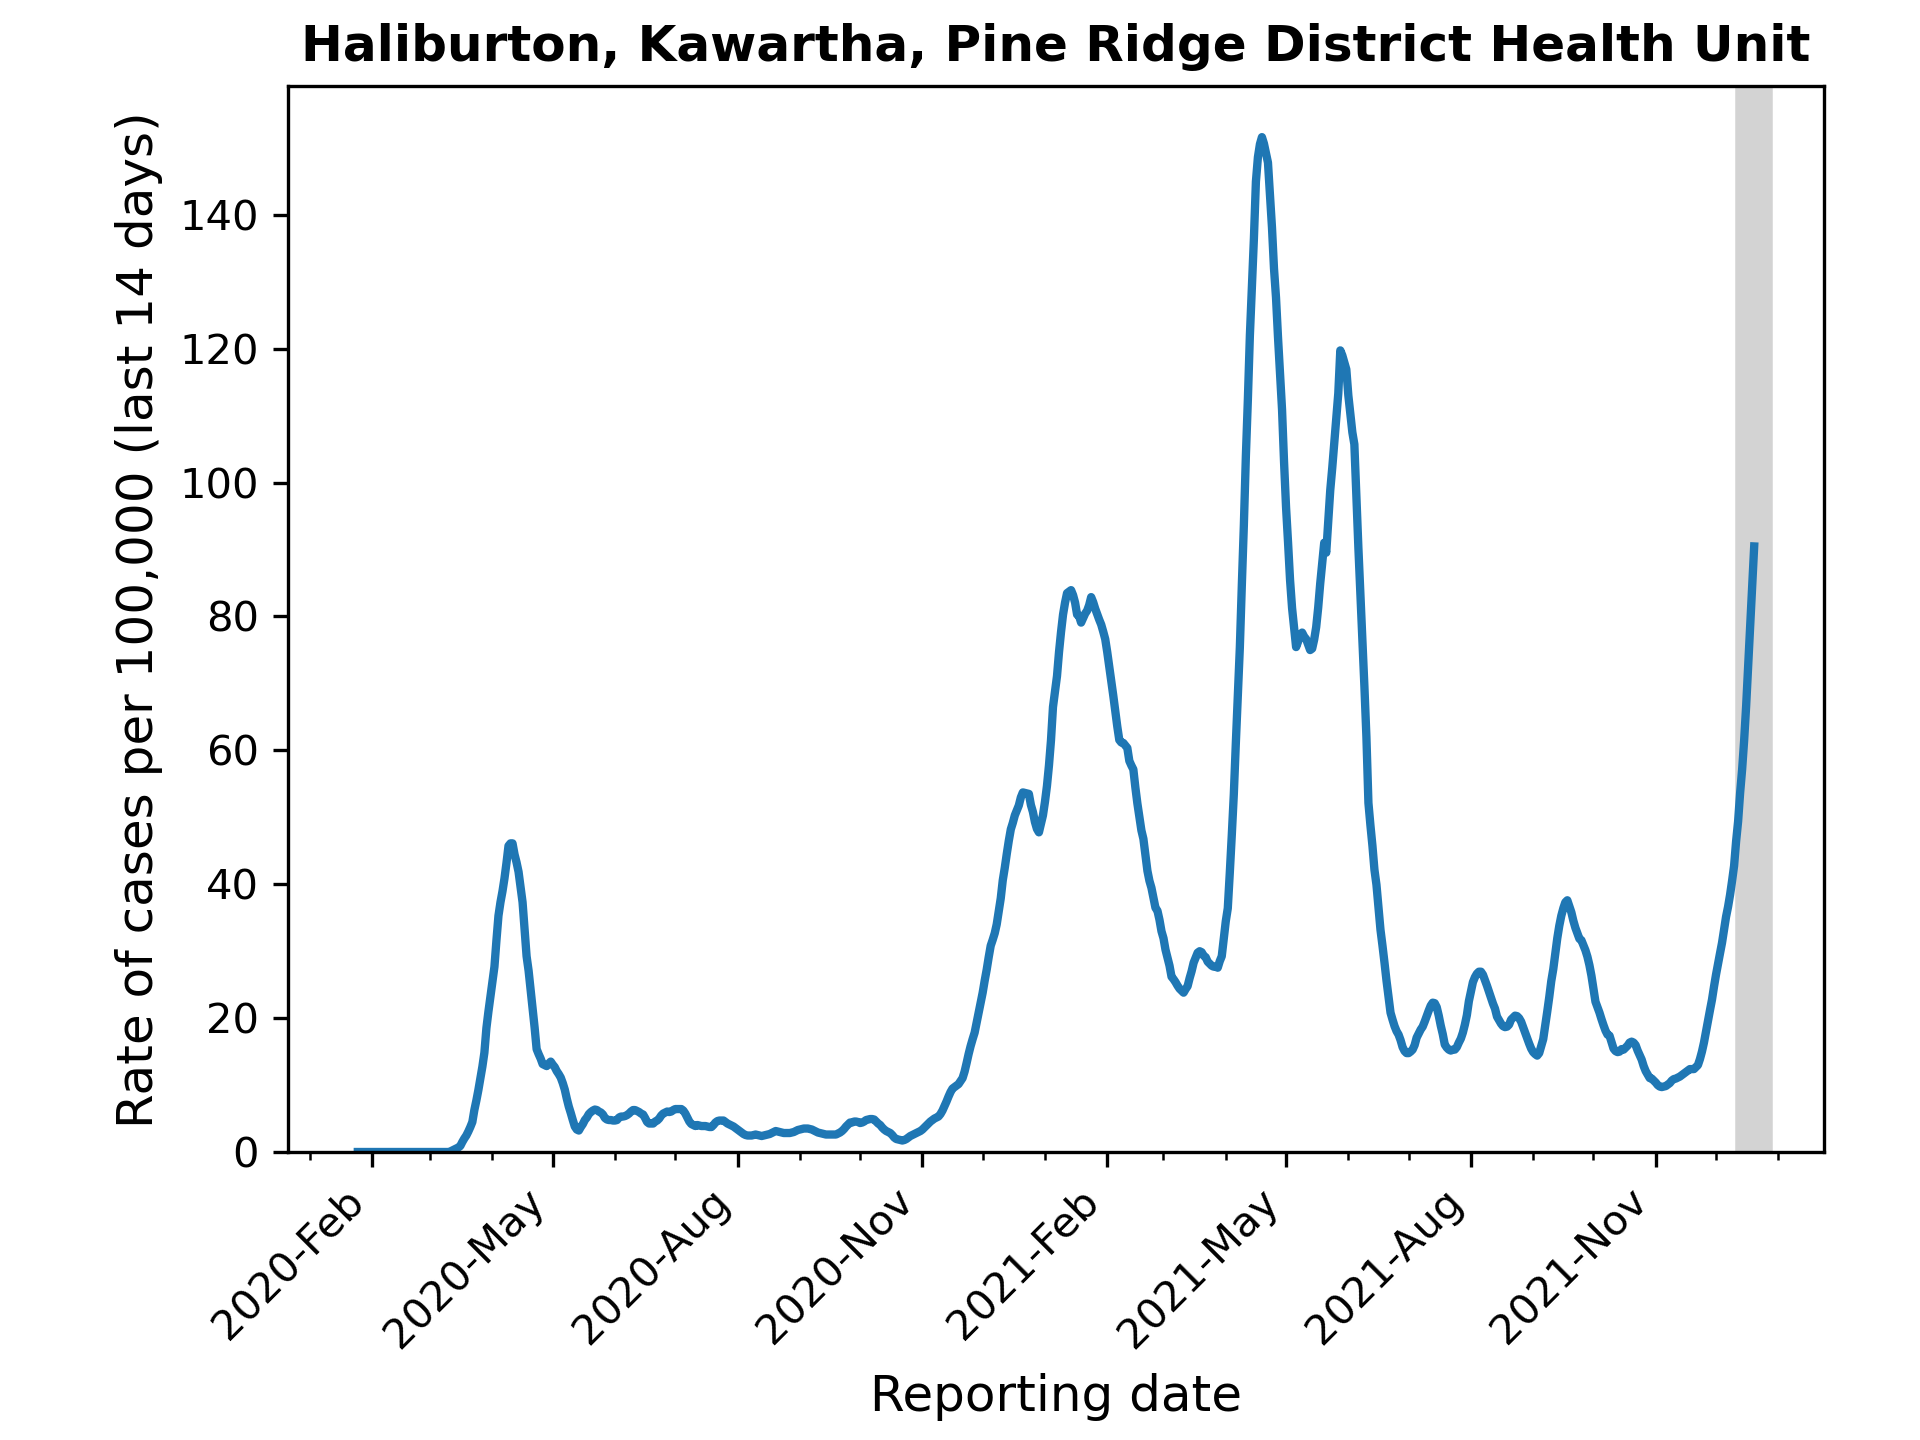 Haliburton, Kawartha, Pine Ridge District Health Unit
Rate of cases per 100,000 (last 14 days)
140
120
100
80
60
40
20
0
2020-Feb
2020-May
2020-Aug
2020-Nov
2021-Feb
2021-May
2021-Aug
2021-Nov
Reporting date